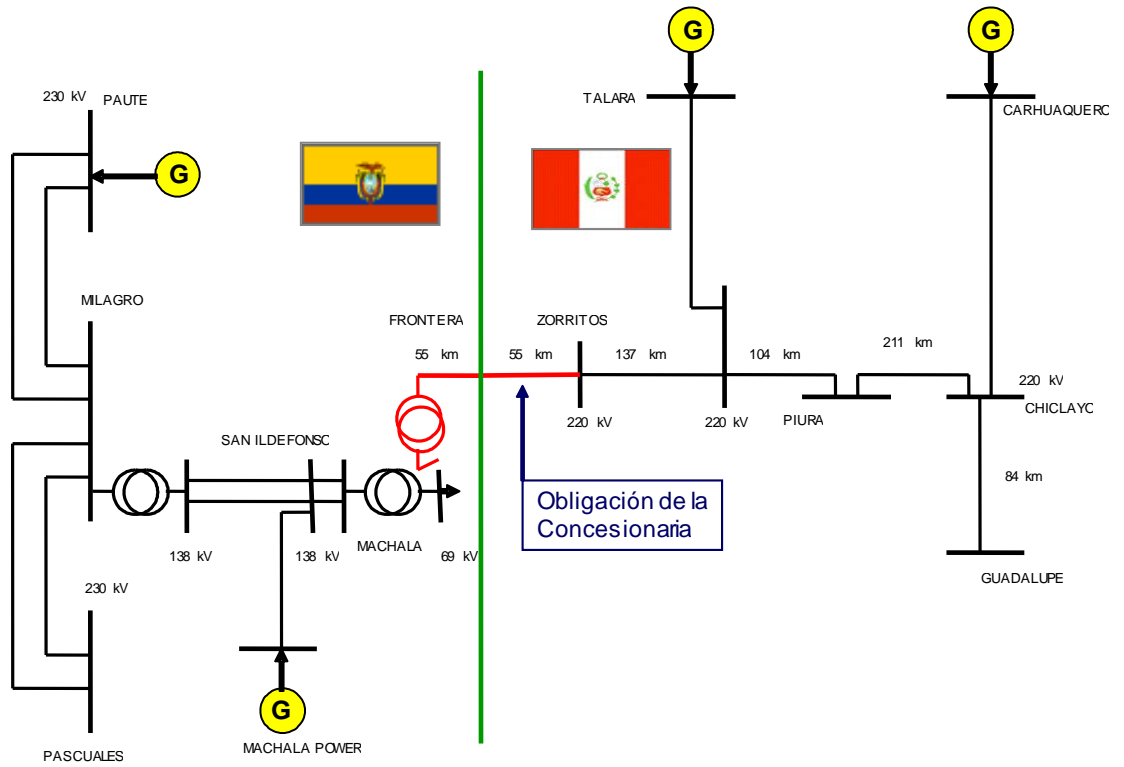 G
G
TALARA
CARHUAQUERO
230 kV
PAUTE
G
MILAGRO
FRONTERA
ZORRITOS
55 km
55 km
137 km
104 km
211 km
220 kV
220 kV
PIURA
220 kV
CHICLAYO
SAN ILDEFONSO
84 km
Obligación de la
Concesionaria
138 kV
138 kV
MACHALA
69 kV
GUADALUPE
230 kV
G
MACHALA POWER
PASCUALES